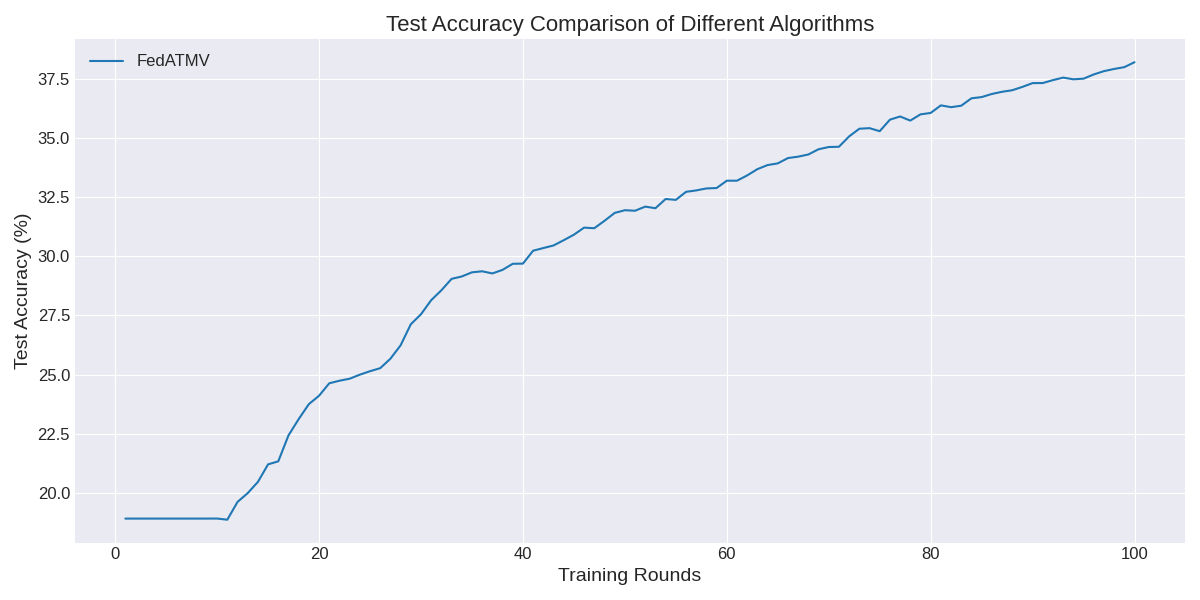 Test Accuracy Comparison of Different Algorithms
FedATMV
37.5
35.0
32.5
30.0
27.5
25.0
22.5
20.0
Test Accuracy (%)
0 20 40 60 80 100
Training Rounds